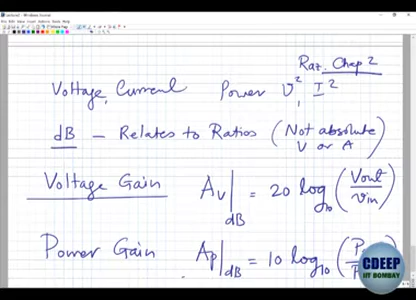 Raz. Chap 2
Voltage, Current Power v², I²
dB – Relates to Ratios (Not absolute V or A)
Voltage Gain Av|dB = 20 log₁₀ (Vout/vin)
Power Gain Ap|dB = 10 log₁₀ (P
CDEEP
IIT BOMBAY